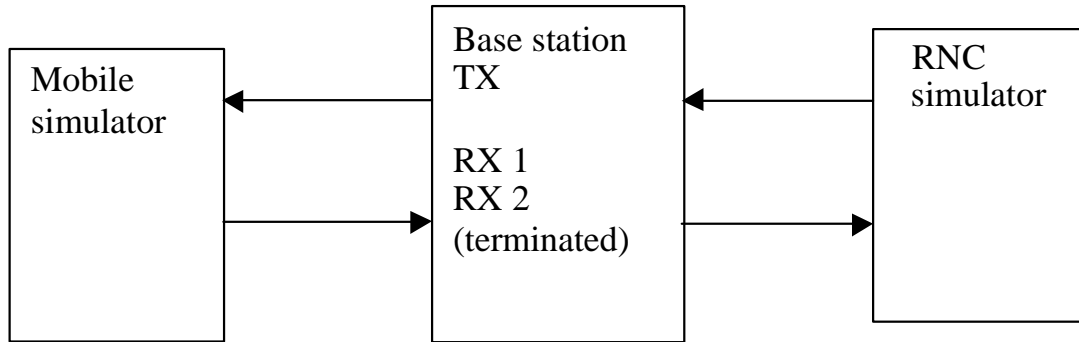 Mobile
simulator
Base station
TX
RX 1
RX 2
(terminated)
RNC
simulator